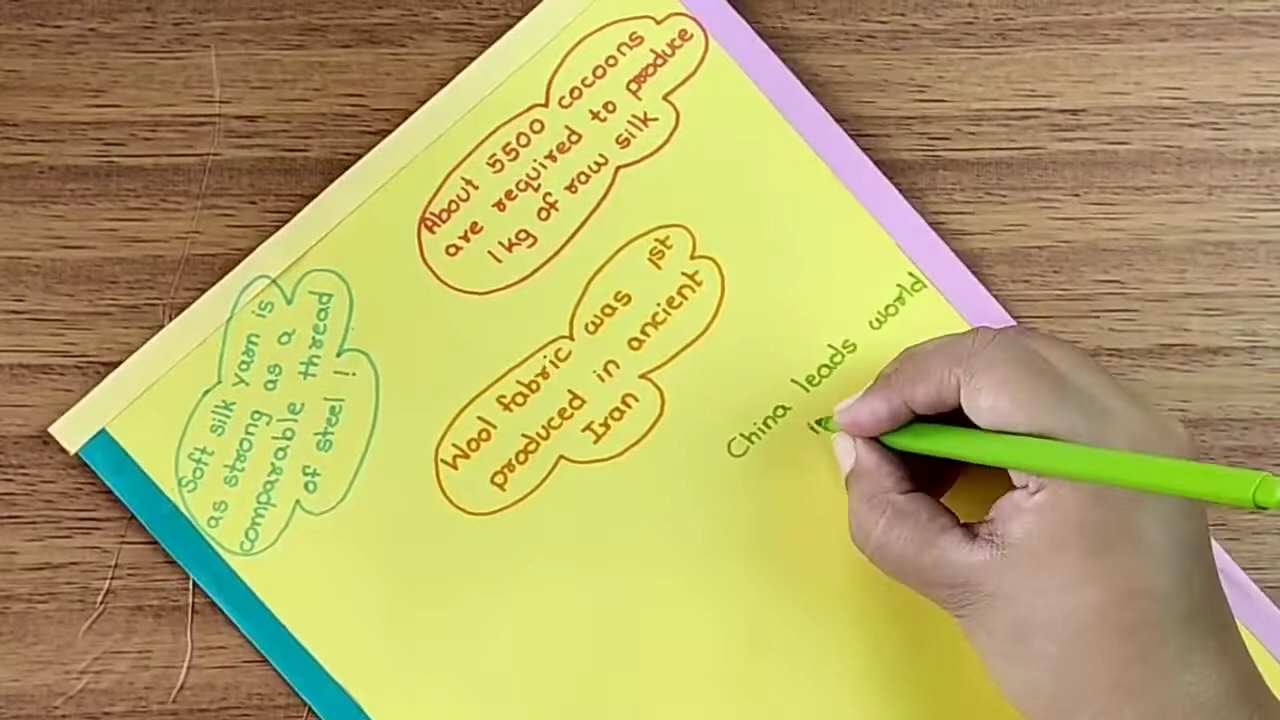 About 5500 cocoons
are required to produce
1 kg of raw silk
Wool fabric was 1st
produced in ancient
Iran
Soft silk yarn is
as strong as a
comparable thread
of steel !
China leads world